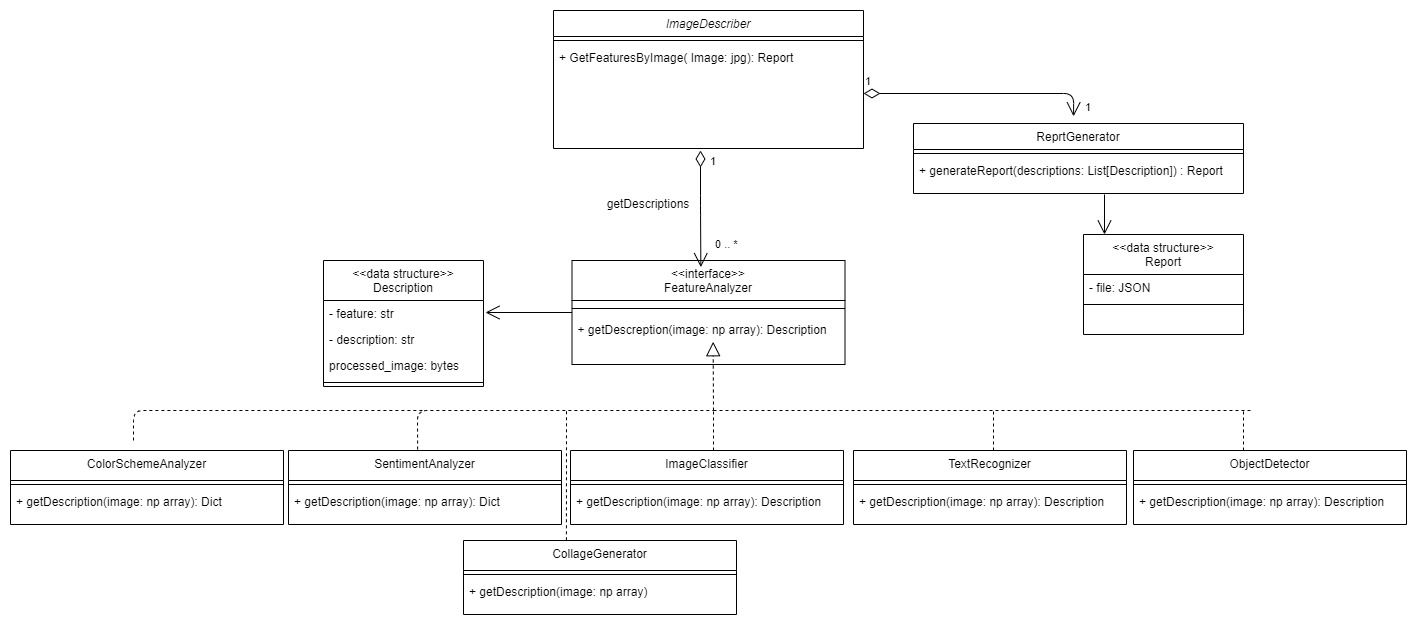 ImageDescriber
+ GetFeaturesByImage( Image: jpg): Report
1
1
ReprtGenerator
+ generateReport(descriptions: List[Description]) : Report
1
getDescriptions
0 .. *
<<data structure>>
Report
- file: JSON
<<data structure>>
Description
- feature: str
- description: str
processed_image: bytes
<<interface>>
FeatureAnalyzer
+ getDescreption(image: np array): Description
ColorSchemeAnalyzer
+ getDescription(image: np array): Dict
SentimentAnalyzer
+ getDescription(image: np array): Dict
ImageClassifier
+ getDescription(image: np array): Description
TextRecognizer
+ getDescription(image: np array): Description
ObjectDetector
+ getDescription(image: np array): Description
CollageGenerator
+ getDescription(image: np array)